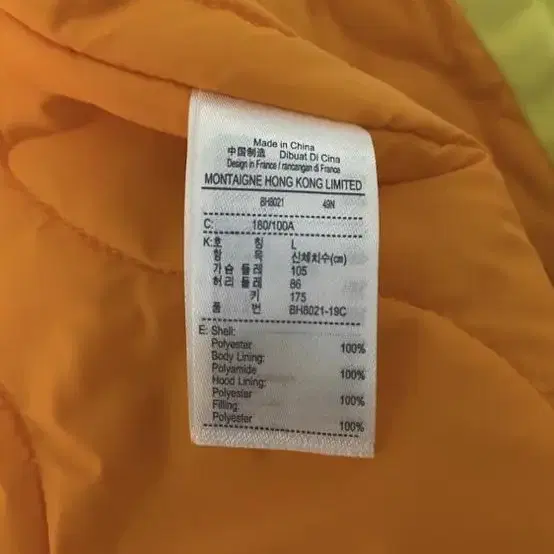 Made in China
中国制造 Dibuat Di Cina
Design in France / rancangan di France
MONTAIGNE HONG KONG LIMITED
BH8021 49N
C: 180/100A
K:호 칭 L
항 목 신체치수(cm)
가슴 둘레 105
허리 둘레 86
키 175
품 번 BH8021-19C
E: Shell:
Polyester 100%
Body Lining:
Polyamide 100%
Hood Lining:
Polyester 100%
Filling:
Polyester 100%